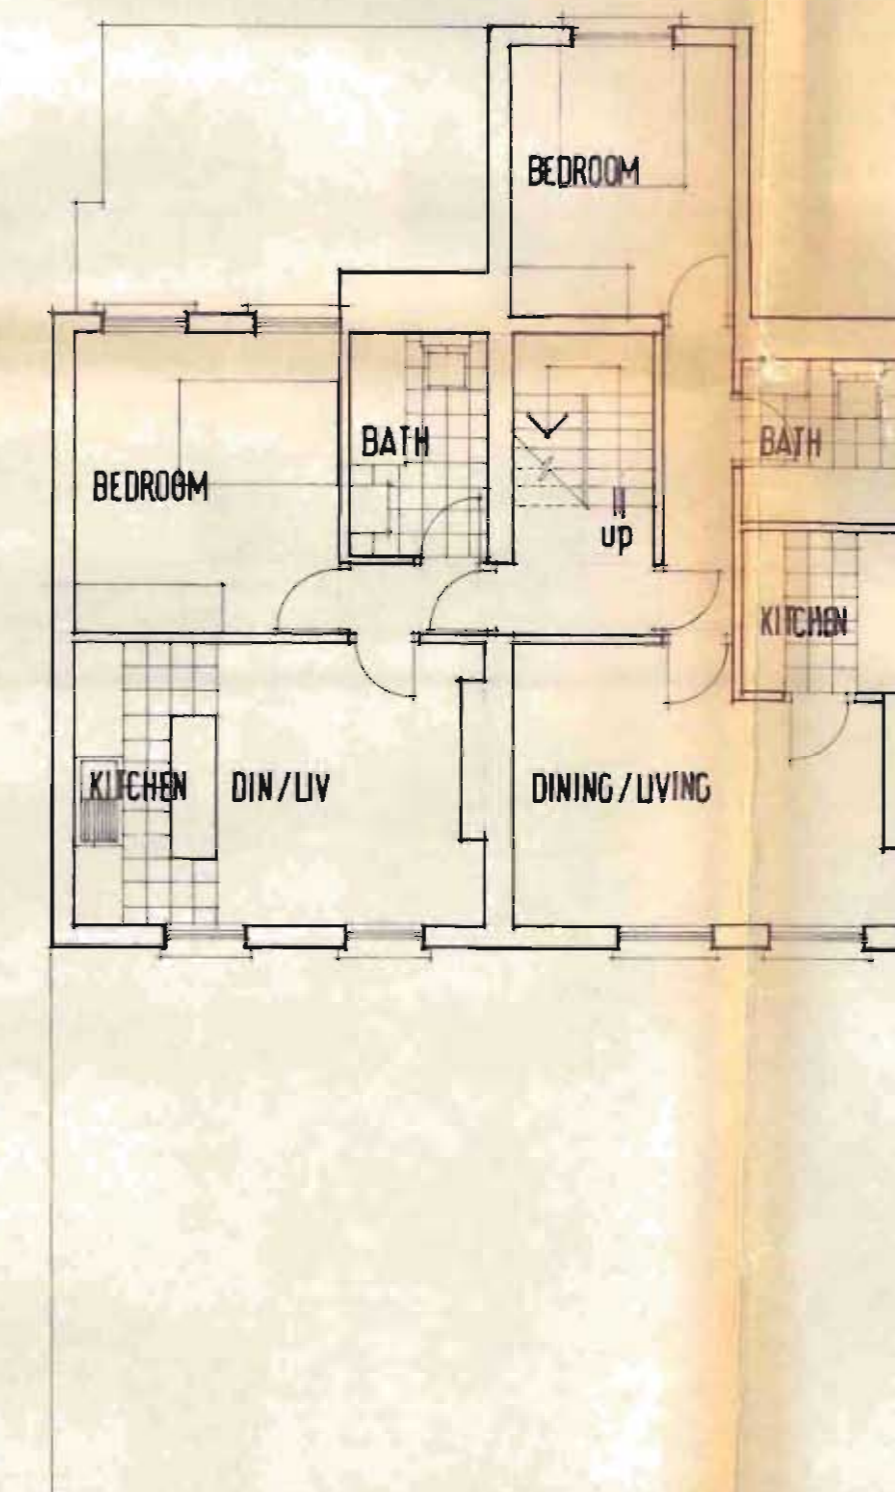 BEDROOM
BEDROOM
BATH
up
BATH
KITCHEN
KITCHEN
DIN/LIV
DINING/LIVING